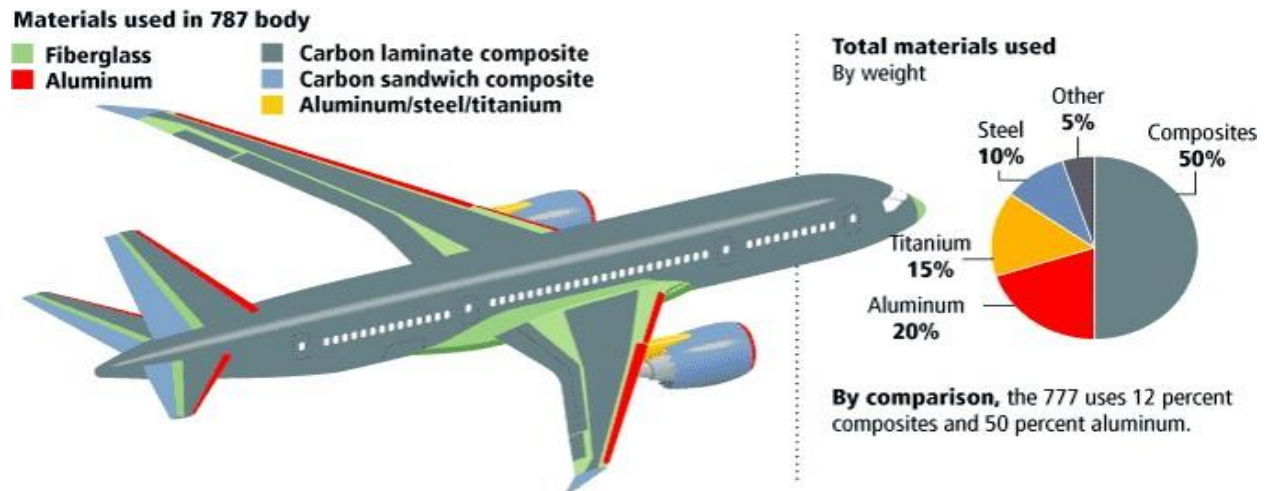 Materials used in 787 body
Fiberglass
Aluminum
Carbon laminate composite
Carbon sandwich composite
Aluminum/steel/titanium
Total materials used
By weight
Other
5%
Steel
10%
Composites
50%
Titanium
15%
Aluminum
20%
By comparison, the 777 uses 12 percent
composites and 50 percent aluminum.